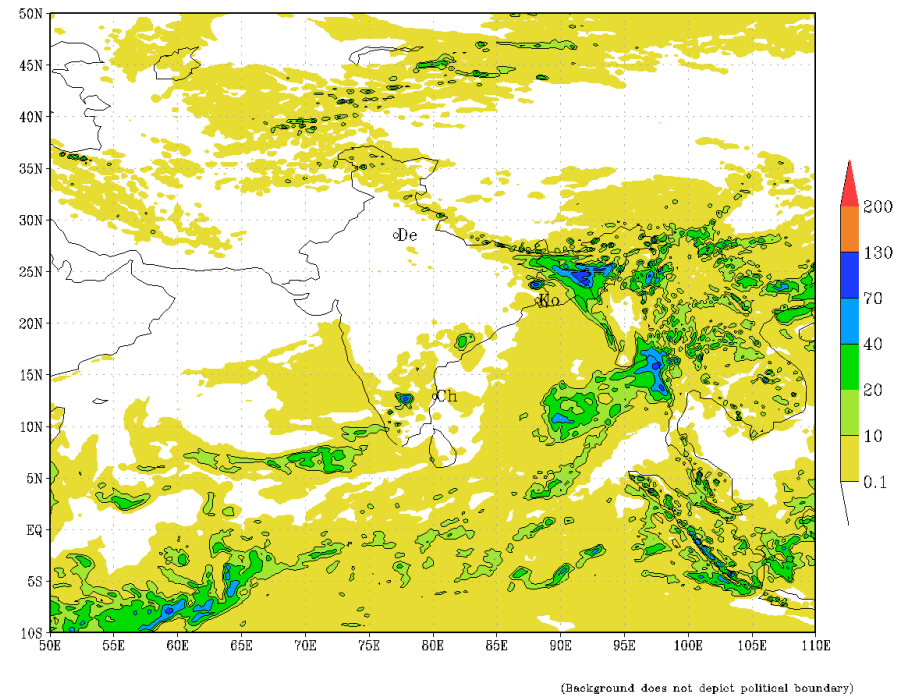 50N
45N
40N
35N
30N
25N
20N
15N
10N
5N
EQ
5S
10S
50E 55E 60E 65E 70E 75E 80E 85E 90E 95E 100E 105E 110E
De
Ko
Ch
200
130
70
40
20
10
0.1
(Background does not depict political boundary)